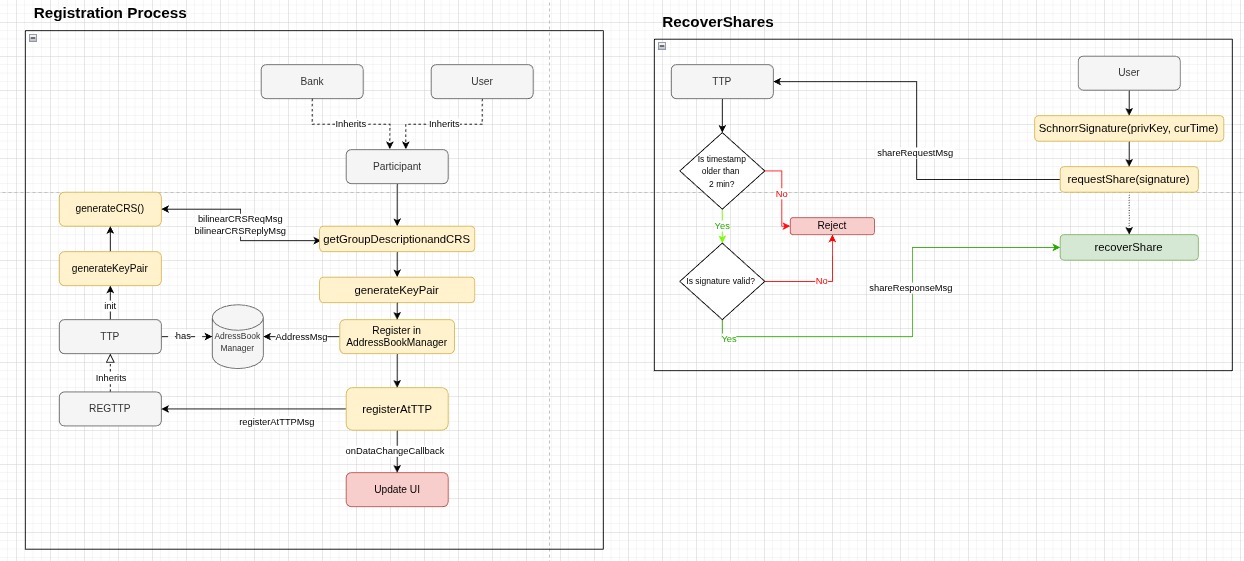 Registration Process
Bank
User
Inherits
Inherits
Participant
generateCRS()
bilinearCRSReqMsg
bilinearCRSReplyMsg
getGroupDescriptionandCRS
generateKeyPair
generateKeyPair
init
TTP
has
AdressBook
Manager
AddressMsg
Register in
AddressBookManager
Inherits
REGTTP
registerAtTTPMsg
registerAtTTP
onDataChangeCallback
Update UI
RecoverShares
TTP
User
SchnorrSignature(privKey, curTime)
shareRequestMsg
requestShare(signature)
Is timestamp
older than
2 min?
No
Yes
Reject
recoverShare
Is signature valid?
No
shareResponseMsg
Yes